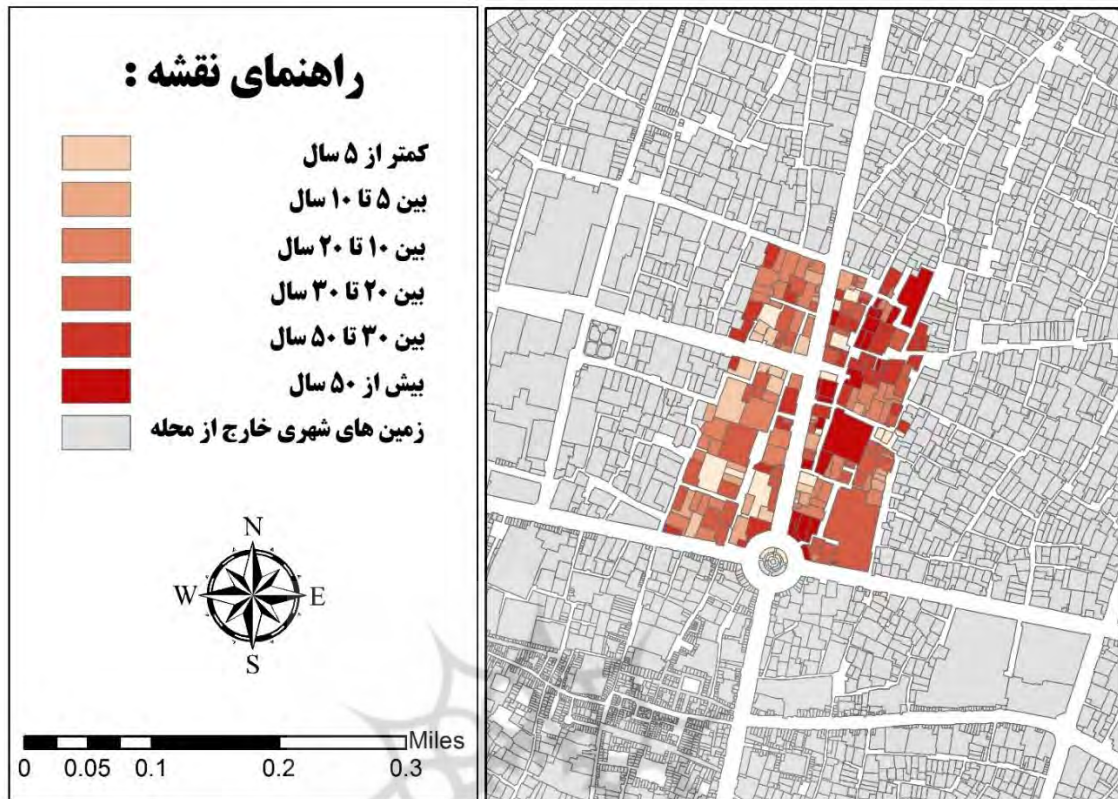 راهنمای نقشه :
کمتر از ۵ سال
بین ۵ تا ۱۰ سال
بین ۱۰ تا ۲۰ سال
بین ۲۰ تا ۳۰ سال
بین ۳۰ تا ۵۰ سال
بیش از ۵۰ سال
زمین های شهری خارج از محله
N
W E
S
Miles
0 0.05 0.1 0.2 0.3